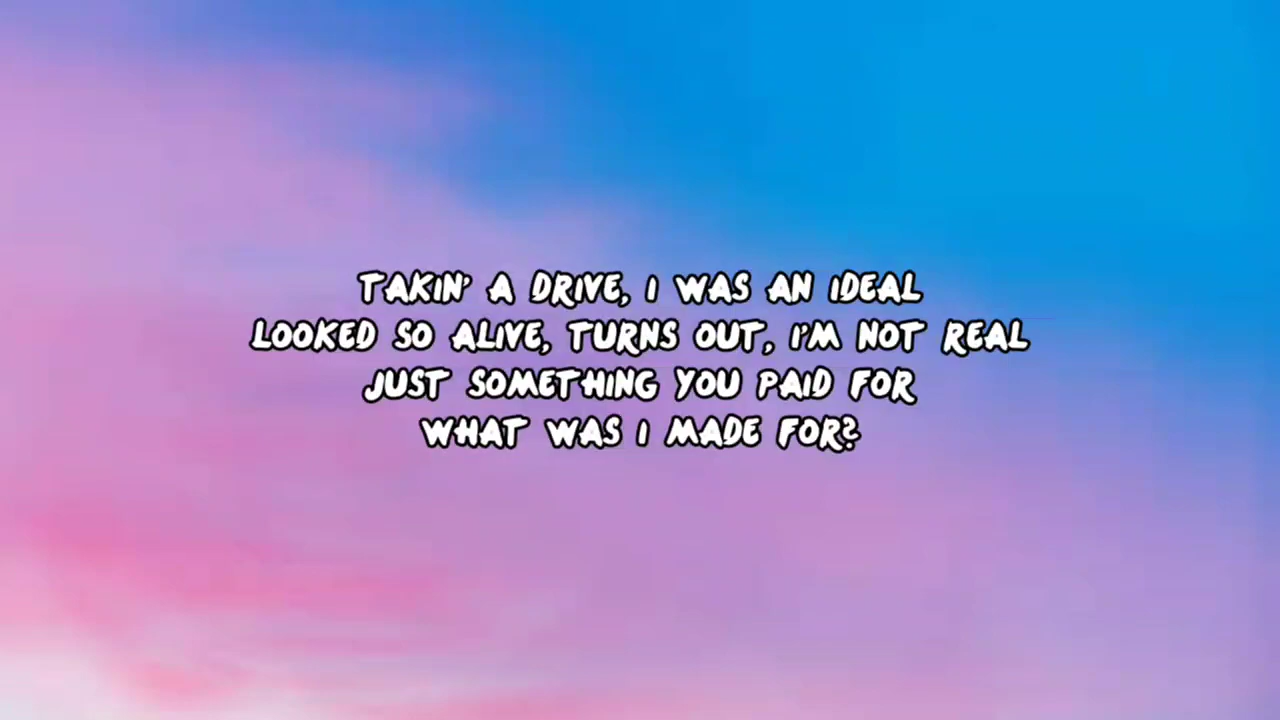 TAKIN' A DRIVE, I WAS AN IDEAL
LOOKED SO ALIVE, TURNS OUT, I'M NOT REAL
JUST SOMETHING YOU PAID FOR
WHAT WAS I MADE FOR?